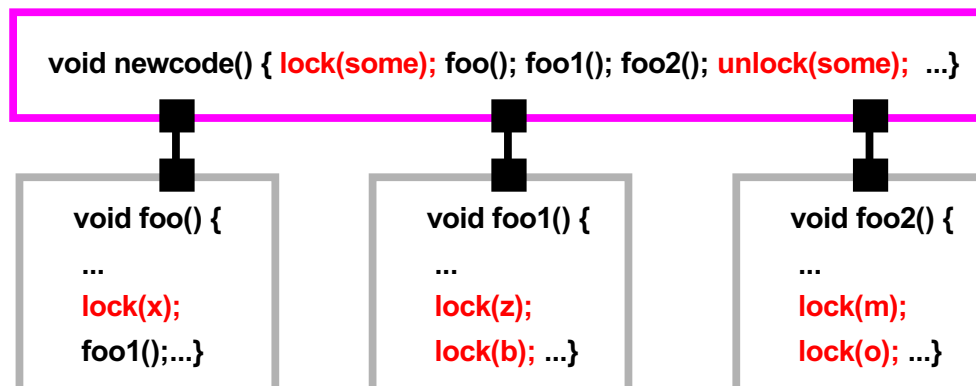 void newcode() { lock(some); foo(); foo1(); foo2(); unlock(some);  ...}
void foo() {
...
lock(x);
foo1();...}
void foo1() {
...
lock(z);
lock(b); ...}
void foo2() {
...
lock(m);
lock(o); ...}